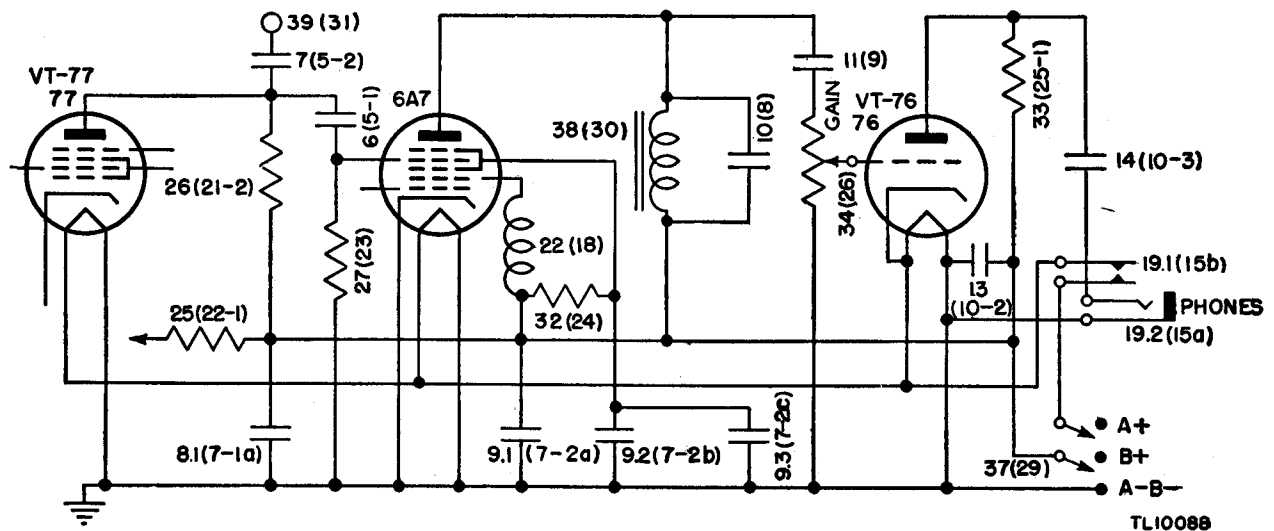 39(31)
7(5-2)
VT-77
77
6(5-1)
6A7
26(21-2)
27(23)
25(22-1)
8.1(7-1a)
22(18)
32(24)
9.1(7-2a)
9.2(7-2b)
9.3(7-2c)
38(30)
10(8)
11(9)
GAIN
34(26)
VT-76
76
33(25-1)
14(10-3)
13
(10-2)
19.1(15b)
PHONES
19.2(15a)
A+
B+
37(29)
A-B-
TL10088